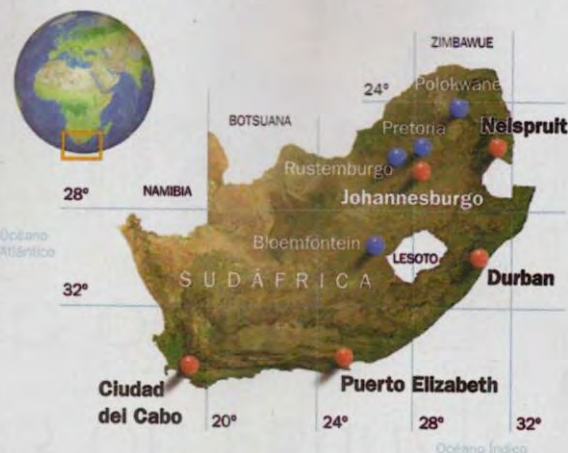 ZIMBAWUE
24°
Polokwane
BOTSUANA
Pretoria
Nelspruit
Rustemburgo
NAMIBIA
Johannesburgo
28°
Océano
Atlántico
Bloemfontein
LESOTO
SUDÁFRICA
Durban
32°
Ciudad
del Cabo
Puerto Elizabeth
20°
24°
28°
32°
Océano Índico